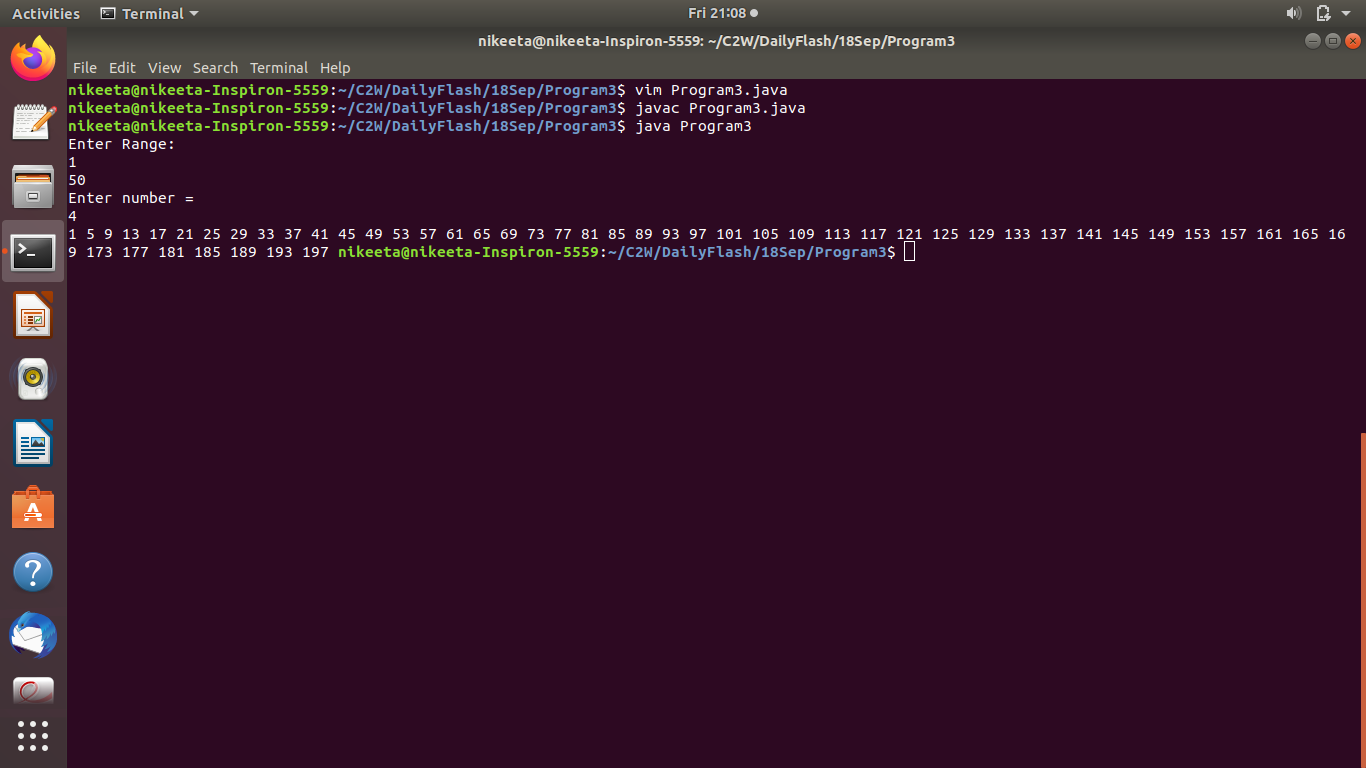 Activities Terminal Fri 21:08
nikeeta@nikeeta-Inspiron-5559: ~/C2W/DailyFlash/18Sep/Program3
File Edit View Search Terminal Help
nikeeta@nikeeta-Inspiron-5559:~/C2W/DailyFlash/18Sep/Program3$ vim Program3.java
nikeeta@nikeeta-Inspiron-5559:~/C2W/DailyFlash/18Sep/Program3$ javac Program3.java
nikeeta@nikeeta-Inspiron-5559:~/C2W/DailyFlash/18Sep/Program3$ java Program3
Enter Range:
1
50
Enter number =
4
1 5 9 13 17 21 25 29 33 37 41 45 49 53 57 61 65 69 73 77 81 85 89 93 97 101 105 109 113 117 121 125 129 133 137 141 145 149 153 157 161 165 16
9 173 177 181 185 189 193 197 nikeeta@nikeeta-Inspiron-5559:~/C2W/DailyFlash/18Sep/Program3$